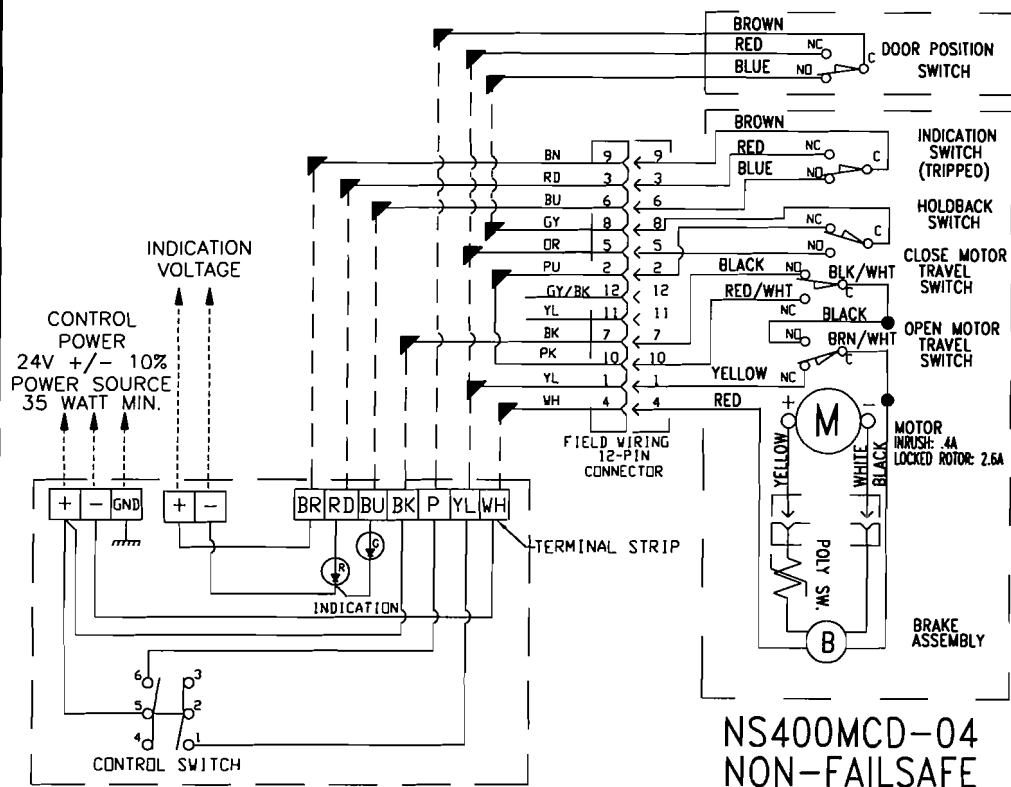 BROWN
RED
BLUE
NC
NO
C
DOOR POSITION
SWITCH
BROWN
RED
BLUE
NC
NO
C
INDICATION
SWITCH
(TRIPPED)
BN 9 9
RD 3 3
BU 6 6
GY 8 8
OR 5 5
PU 2 2
GY/BK 12 12
YL 11 11
BK 7 7
PK 10 10
YL 1 1
WH 4 4
FIELD WIRING
12-PIN
CONNECTOR
HOLDBACK
SWITCH
NC
NO
C
CLOSE MOTOR
TRAVEL
SWITCH
BLACK
NO
BLK/WHT
C
RED/WHT
NC
BLACK
OPEN MOTOR
TRAVEL
SWITCH
NO
BRN/WHT
C
YELLOW
NC
RED
+
M
-
MOTOR
INRUSH: .4A
LOCKED ROTOR: 2.6A
YELLOW
WHITE
BLACK
POLY SW.
B
BRAKE
ASSEMBLY
INDICATION
VOLTAGE
CONTROL
POWER
24V +/- 10%
POWER SOURCE
35 WATT MIN.
+ - GND
+ -
BR RD BU BK P YL WH
TERMINAL STRIP
G
R
INDICATION
6 3
5 2
4 1
CONTROL SWITCH
NS400MCD-04
NON-FAILSAFE